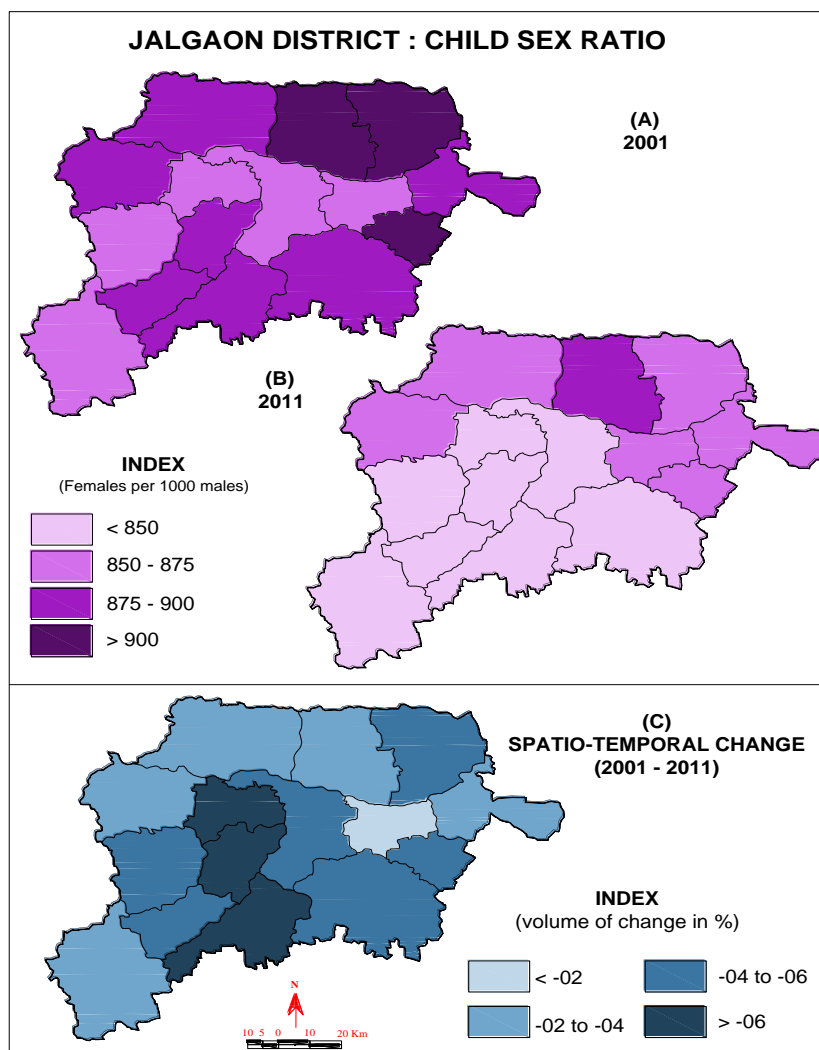 JALGAON DISTRICT : CHILD SEX RATIO
(A)
2001
(B)
2011
INDEX
(Females per 1000 males)
< 850
850 - 875
875 - 900
> 900
(C)
SPATIO-TEMPORAL CHANGE
(2001 - 2011)
INDEX
(volume of change in %)
< -02
-02 to -04
-04 to -06
> -06
N
10 5 0 10 20 Km